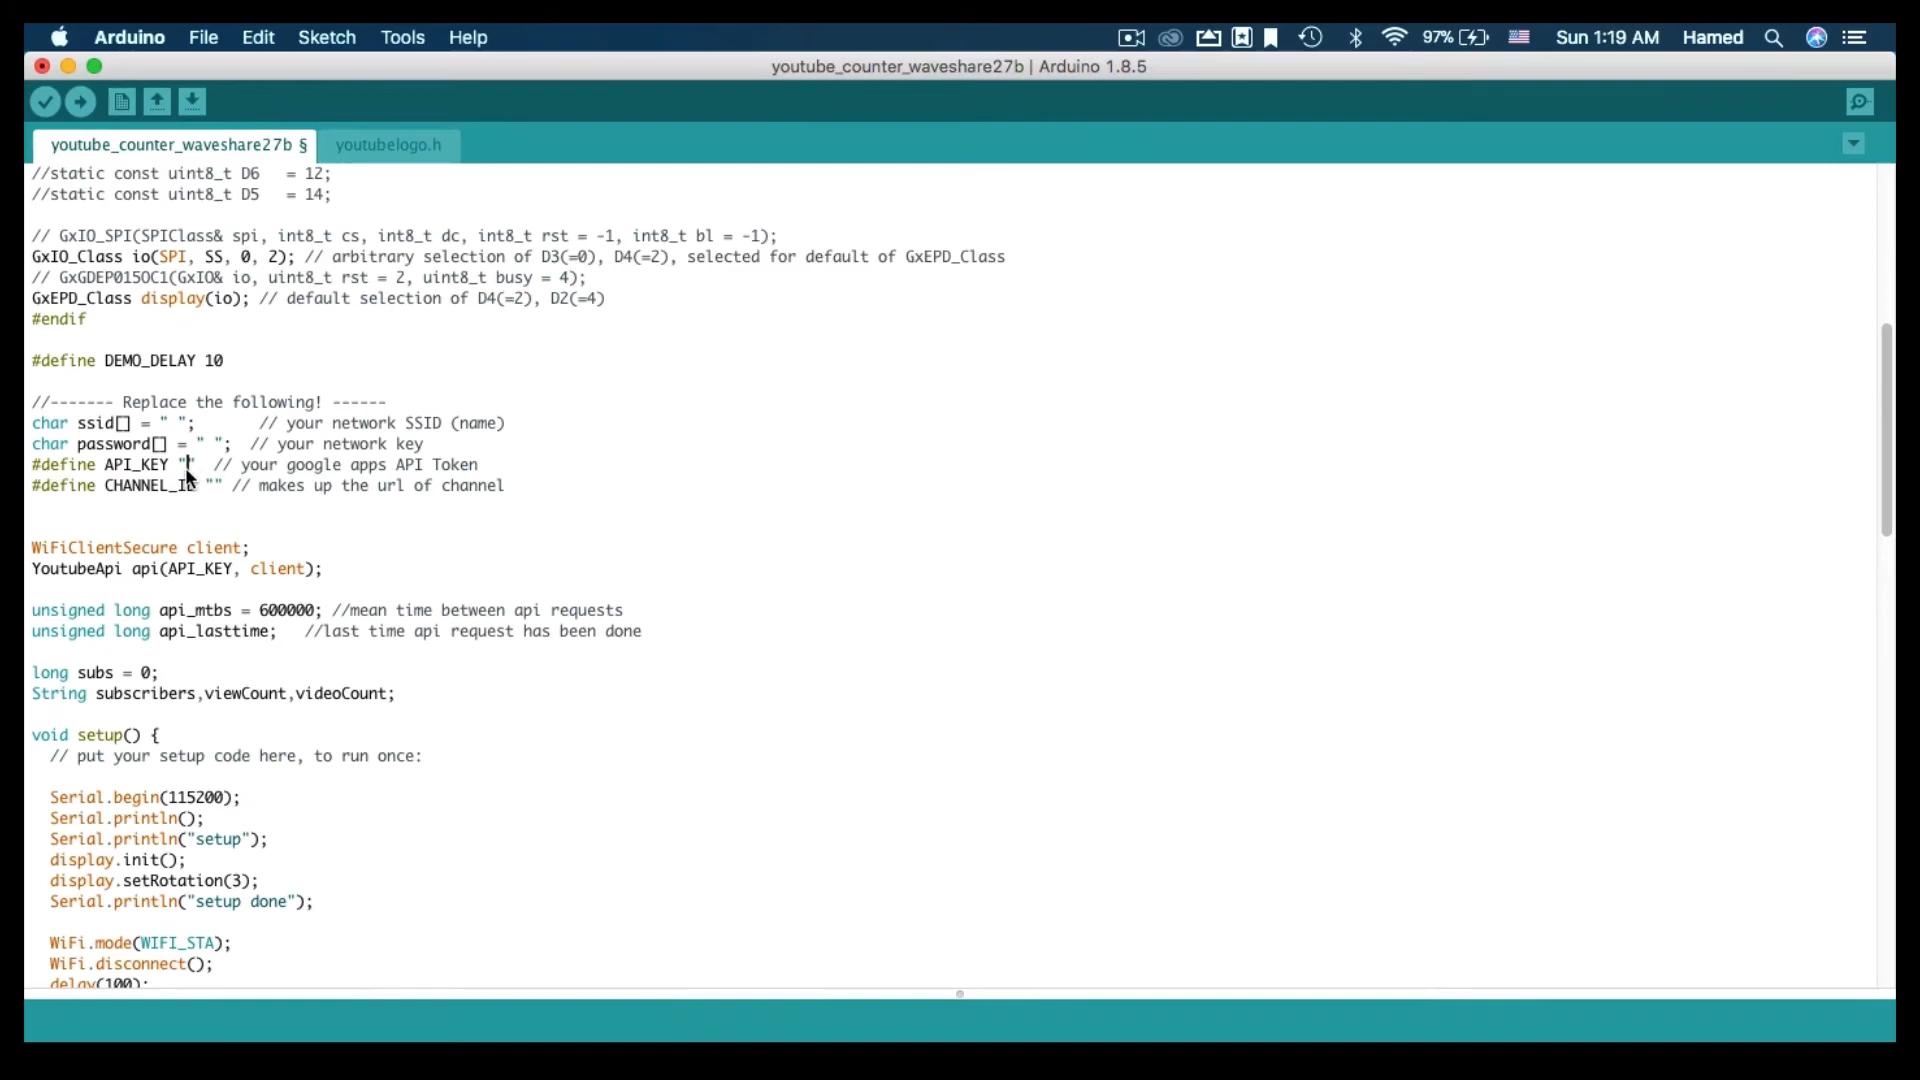 Arduino File Edit Sketch Tools Help 97% Sun 1:19 AM Hamed
youtube_counter_waveshare27b | Arduino 1.8.5
youtube_counter_waveshare27b § youtubelogo.h
//static const uint8_t D6   = 12;
//static const uint8_t D5   = 14;
// GxIO_SPI(SPIClass& spi, int8_t cs, int8_t dc, int8_t rst = -1, int8_t bl = -1);
GxIO_Class io(SPI, SS, 0, 2); // arbitrary selection of D3(=0), D4(=2), selected for default of GxEPD_Class
// GxGDEP015OC1(GxIO& io, uint8_t rst = 2, uint8_t busy = 4);
GxEPD_Class display(io); // default selection of D4(=2), D2(=4)
#endif
#define DEMO_DELAY 10
//------- Replace the following! ------
char ssid[] = " ";       // your network SSID (name)
char password[] = " ";  // your network key
#define API_KEY ""  // your google apps API Token
#define CHANNEL_ID "" // makes up the url of channel
WiFiClientSecure client;
YoutubeApi api(API_KEY, client);
unsigned long api_mtbs = 600000; //mean time between api requests
unsigned long api_lasttime;   //last time api request has been done
long subs = 0;
String subscribers,viewCount,videoCount;
void setup() {
  // put your setup code here, to run once:
  Serial.begin(115200);
  Serial.println();
  Serial.println("setup");
  display.init();
  display.setRotation(3);
  Serial.println("setup done");
  WiFi.mode(WIFI_STA);
  WiFi.disconnect();
  delay(100);